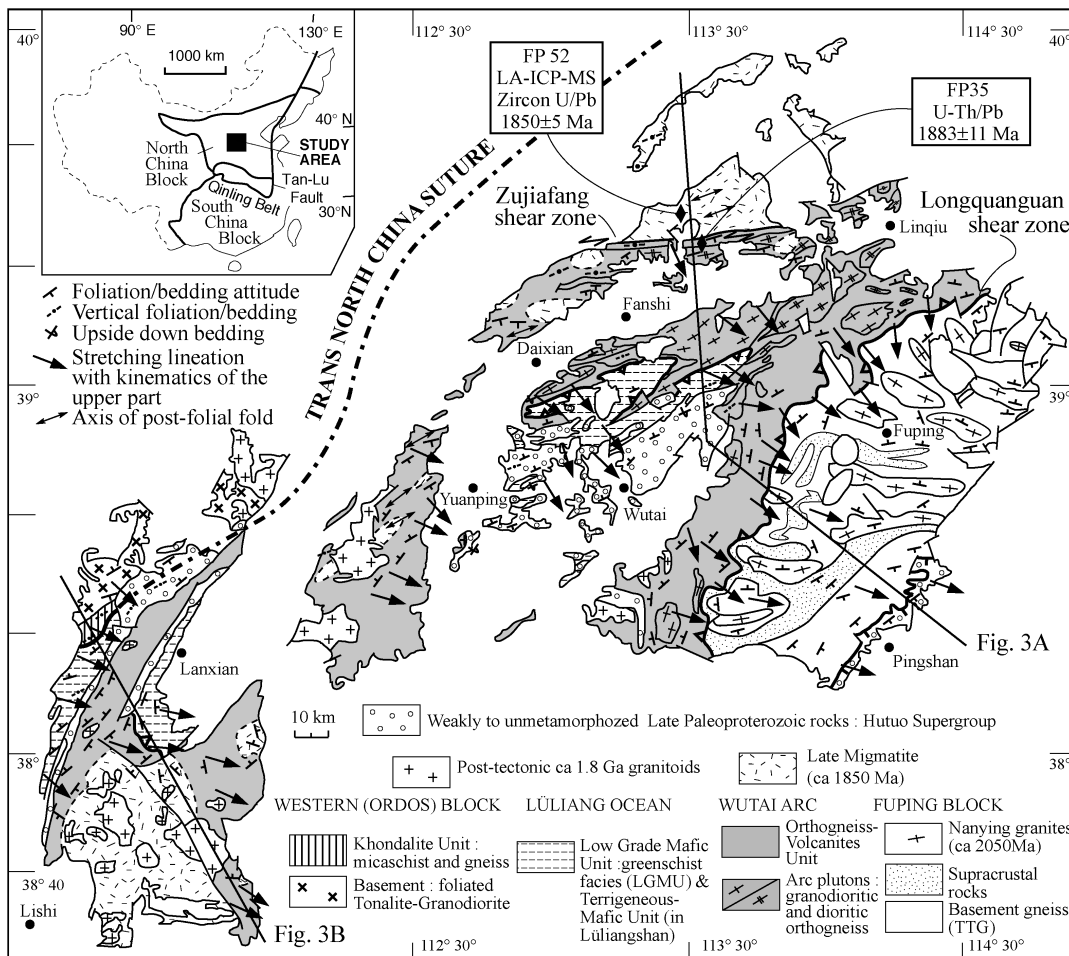 90° E
130° E
1000 km
40° N
STUDY
AREA
North
China
Block
Tan-Lu
Fault
Qinling Belt
30°N
South
China
Block
40°
112° 30°
113° 30°
114° 30°
40°
FP 52
LA-ICP-MS
Zircon U/Pb
1850±5 Ma
FP35
U-Th/Pb
1883±11 Ma
TRANS NORTH CHINA SUTURE
Zujiafang
shear zone
Longquanguan
shear zone
Linqiu
Foliation/bedding attitude
Vertical foliation/bedding
Upside down bedding
Stretching lineation
with kinematics of the
upper part
Axis of post-folial fold
Fanshi
Daixian
39°
39°
Fuping
Yuanping
Wutai
Lanxian
Pingshan
Fig. 3A
10 km
Weakly to unmetamorphozed Late Paleoproterozoic rocks : Hutuo Supergroup
38°
38°
Post-tectonic ca 1.8 Ga granitoids
Late Migmatite
(ca 1850 Ma)
WESTERN (ORDOS) BLOCK
LÜLIANG OCEAN
WUTAI ARC
FUPING BLOCK
Khondalite Unit :
micaschist and gneiss
Basement : foliated
Tonalite-Granodiorite
Low Grade Mafic
Unit :greenschist
facies (LGMU) &
Terrigeneous-
Mafic Unit (in
Lüliangshan)
Orthogneiss-
Volcanites
Unit
Arc plutons :
granodioritic
and dioritic
orthogneiss
Nanying granites
(ca 2050Ma)
Supracrustal
rocks
Basement gneiss
(TTG)
38° 40
Lishi
Fig. 3B
112° 30°
113° 30°
114° 30°